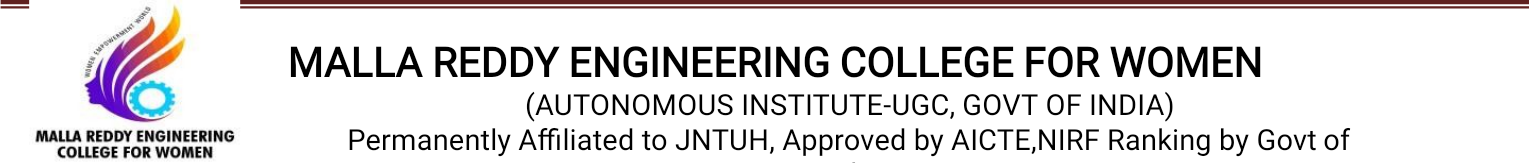 WOMEN EMPOWERMENT WORLD
MALLA REDDY ENGINEERING
COLLEGE FOR WOMEN
MALLA REDDY ENGINEERING COLLEGE FOR WOMEN
(AUTONOMOUS INSTITUTE-UGC, GOVT OF INDIA)
Permanently Affiliated to JNTUH, Approved by AICTE,NIRF Ranking by Govt of